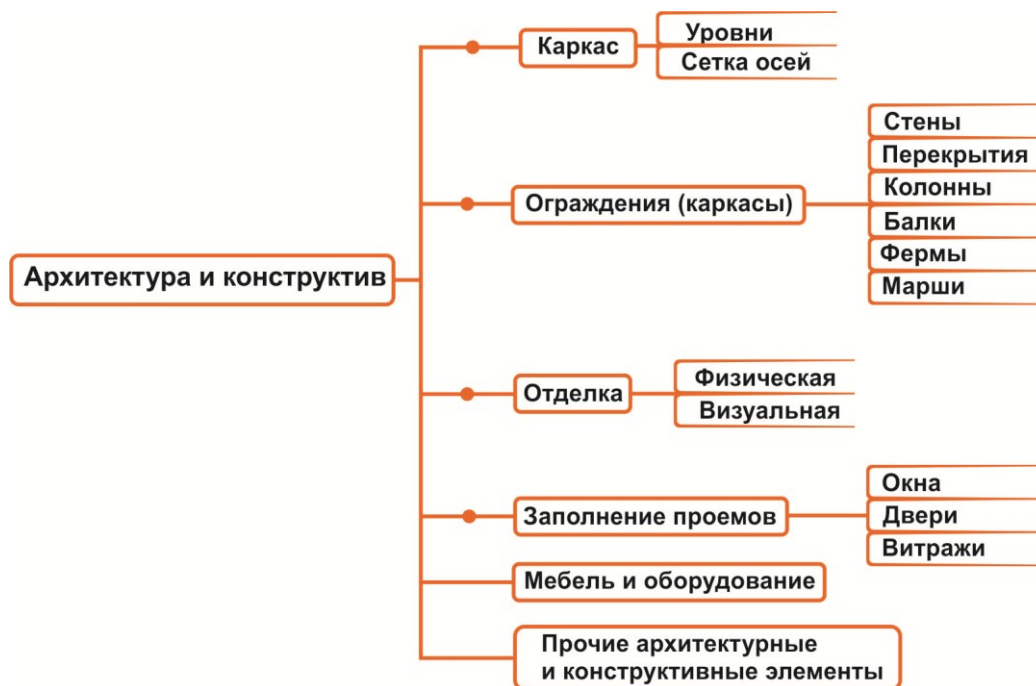 Архитектура и конструктив
Каркас
Уровни
Сетка осей
Ограждения (каркасы)
Стены
Перекрытия
Колонны
Балки
Фермы
Марши
Отделка
Физическая
Визуальная
Заполнение проемов
Окна
Двери
Витражи
Мебель и оборудование
Прочие архитектурные
и конструктивные элементы